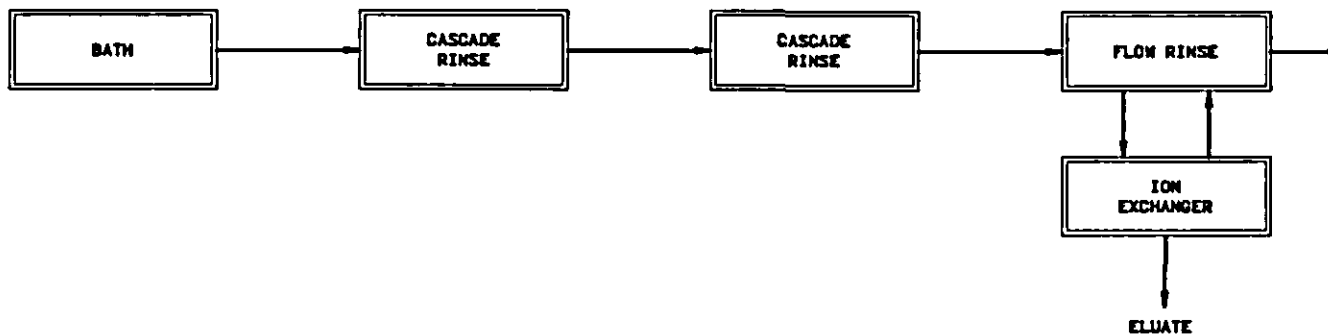 BATH
CASCADE
RINSE
CASCADE
RINSE
FLOW RINSE
ION
EXCHANGER
ELUATE